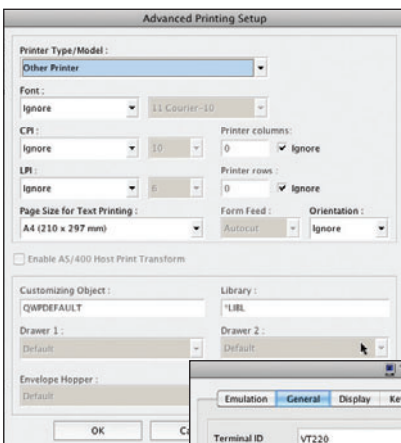 Advanced Printing Setup
Printer Type/Model :
Other Printer
Font :
Ignore 11 Courier-10
CPI : Printer columns:
Ignore 10 0 Ignore
LPI : Printer rows :
Ignore 6 0 Ignore
Page Size for Text Printing : Form Feed : Orientation :
A4 (210 x 297 mm) Autocut Ignore
Enable AS/400 Host Print Transform
Customizing Object : Library :
QWPDEFAULT *LIBL
Drawer 1 : Drawer 2 :
Default Default
Envelope Hopper :
Default
Emulation General Display
OK
Terminal ID VT220